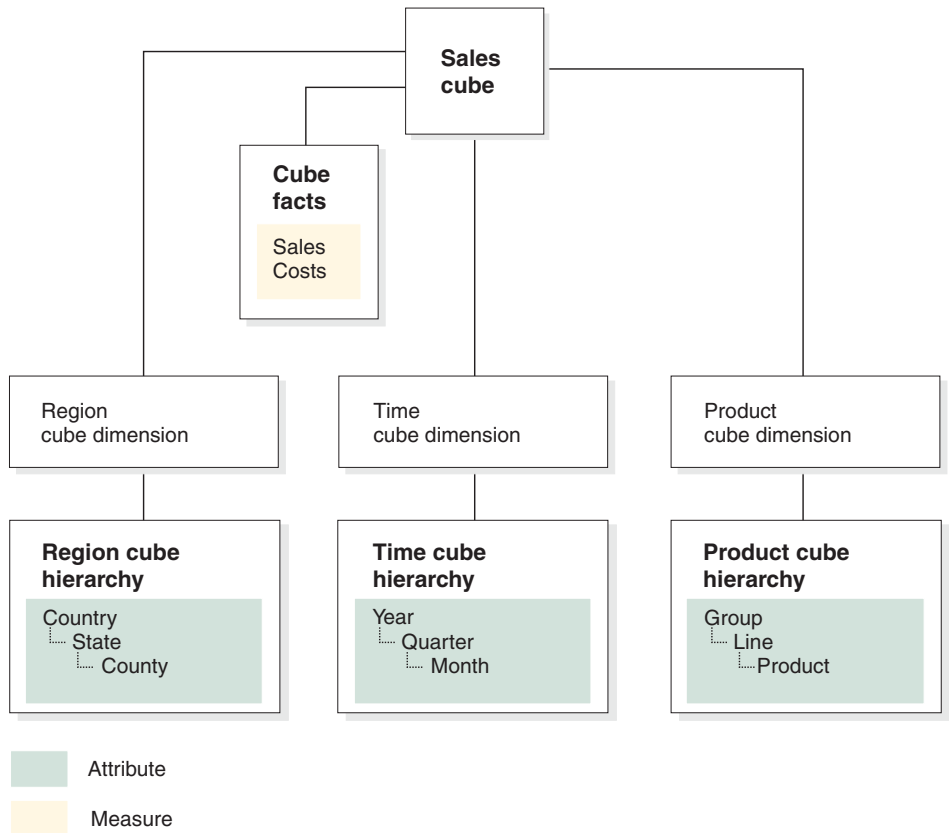 Sales
cube
Cube
facts
Sales
Costs
Region
cube dimension
Time
cube dimension
Product
cube dimension
Region cube
hierarchy
Country
State
County
Time cube
hierarchy
Year
Quarter
Month
Product cube
hierarchy
Group
Line
Product
Attribute
Measure